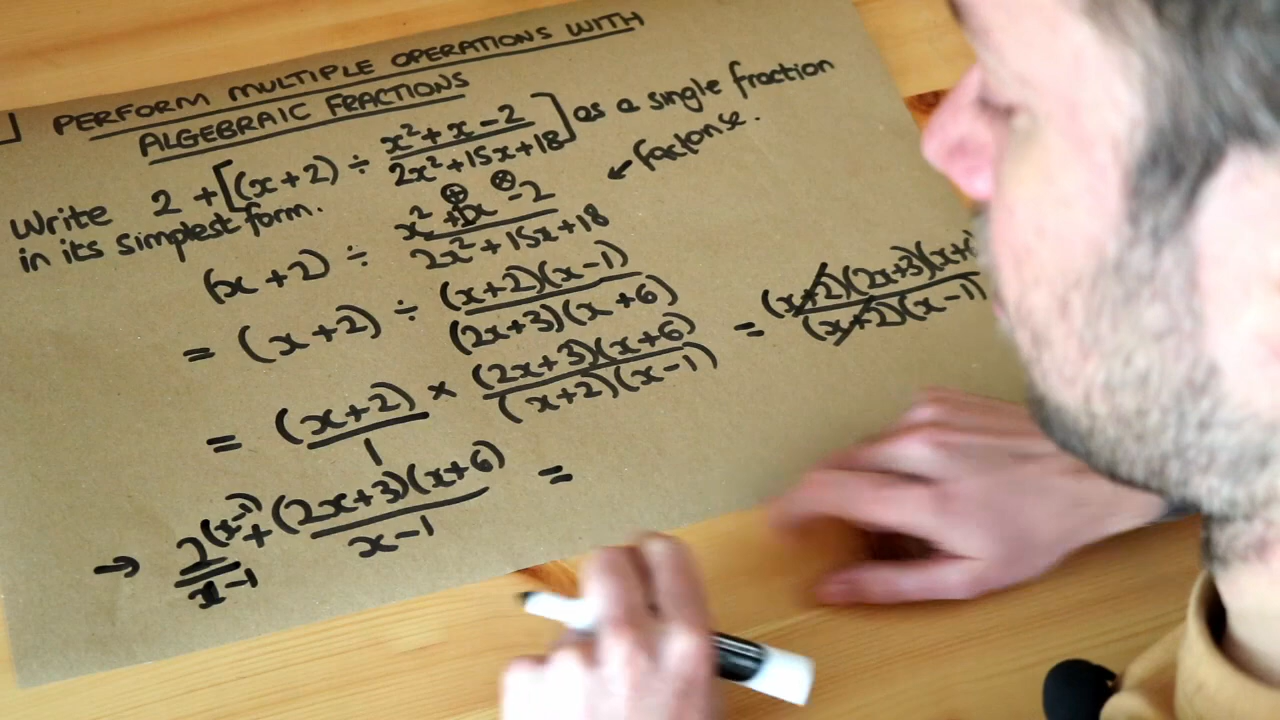 ] PERFORM MULTIPLE OPERATIONS WITH
ALGEBRAIC FRACTIONS
Write 2 + [(x+2) ÷ (x² + x - 2)/(2x² + 15x + 18)] as a single fraction
in its simplest form.
(x + 2) ÷ (x² + 1x - 2)/(2x² + 15x + 18) ← factorise.
⊕ ⊗
= (x+2) ÷ (x+2)(x-1)/(2x+3)(x+6)
= (x+2)/1 × (2x+3)(x+6)/(x+2)(x-1) = (x+2)(2x+3)(x+6/(x+2)(x-1)
→ 2(x-1)/x-1 + (2x+3)(x+6)/x-1 =